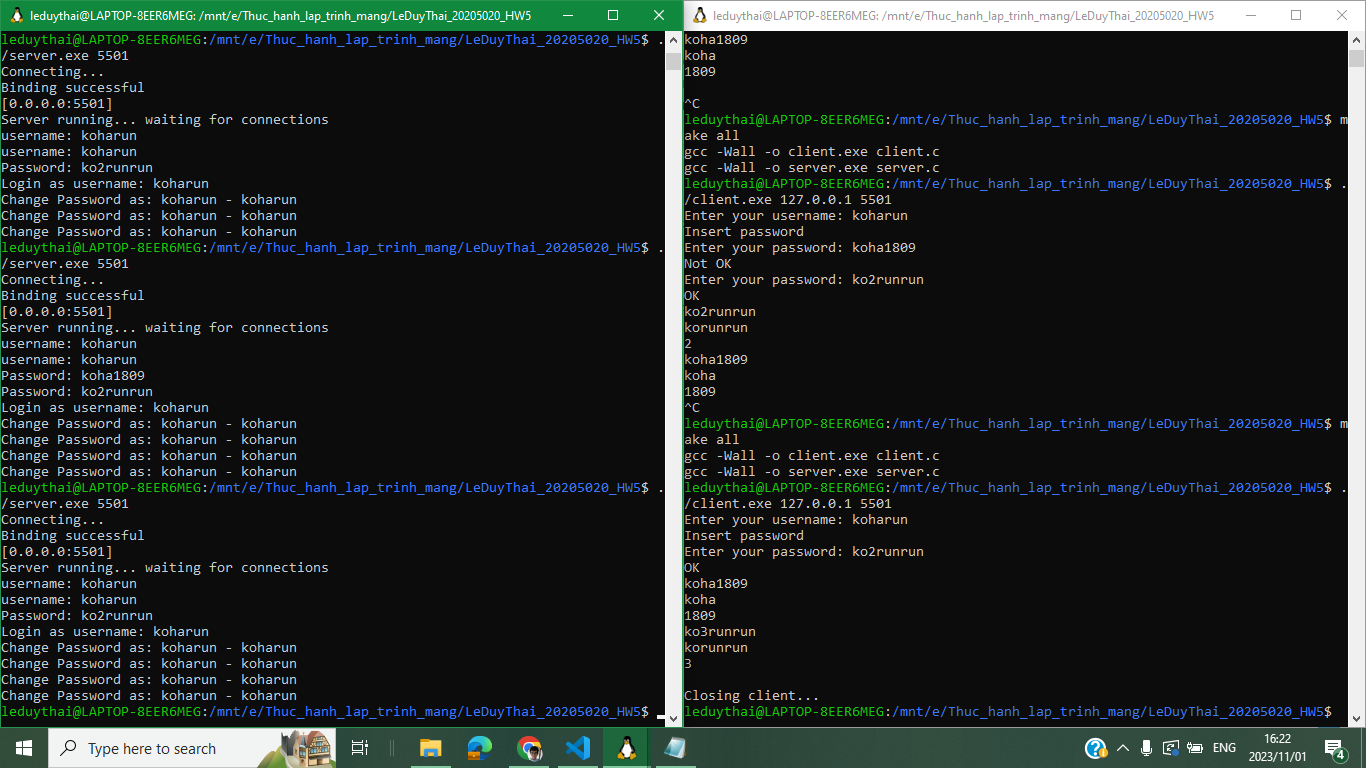 leduythai@LAPTOP-8EER6MEG: /mnt/e/Thuc_hanh_lap_trinh_mang/LeDuyThai_20205020_HW5
leduythai@LAPTOP-8EER6MEG:/mnt/e/Thuc_hanh_lap_trinh_mang/LeDuyThai_20205020_HW5$ .
/server.exe 5501
Connecting...
Binding successful
[0.0.0.0:5501]
Server running... waiting for connections
username: koharun
username: koharun
Password: ko2runrun
Login as username: koharun
Change Password as: koharun - koharun
Change Password as: koharun - koharun
Change Password as: koharun - koharun
leduythai@LAPTOP-8EER6MEG:/mnt/e/Thuc_hanh_lap_trinh_mang/LeDuyThai_20205020_HW5$ .
/server.exe 5501
Connecting...
Binding successful
[0.0.0.0:5501]
Server running... waiting for connections
username: koharun
username: koharun
Password: koha1809
Password: ko2runrun
Login as username: koharun
Change Password as: koharun - koharun
Change Password as: koharun - koharun
Change Password as: koharun - koharun
Change Password as: koharun - koharun
leduythai@LAPTOP-8EER6MEG:/mnt/e/Thuc_hanh_lap_trinh_mang/LeDuyThai_20205020_HW5$ .
/server.exe 5501
Connecting...
Binding successful
[0.0.0.0:5501]
Server running... waiting for connections
username: koharun
username: koharun
Password: ko2runrun
Login as username: koharun
Change Password as: koharun - koharun
Change Password as: koharun - koharun
Change Password as: koharun - koharun
Change Password as: koharun - koharun
leduythai@LAPTOP-8EER6MEG:/mnt/e/Thuc_hanh_lap_trinh_mang/LeDuyThai_20205020_HW5$
leduythai@LAPTOP-8EER6MEG: /mnt/e/Thuc_hanh_lap_trinh_mang/LeDuyThai_20205020_HW5
koha1809
koha
1809
^C
leduythai@LAPTOP-8EER6MEG:/mnt/e/Thuc_hanh_lap_trinh_mang/LeDuyThai_20205020_HW5$ m
ake all
gcc -Wall -o client.exe client.c
gcc -Wall -o server.exe server.c
leduythai@LAPTOP-8EER6MEG:/mnt/e/Thuc_hanh_lap_trinh_mang/LeDuyThai_20205020_HW5$ .
/client.exe 127.0.0.1 5501
Enter your username: koharun
Insert password
Enter your password: koha1809
Not OK
Enter your password: ko2runrun
OK
ko2runrun
korunrun
2
koha1809
koha
1809
^C
leduythai@LAPTOP-8EER6MEG:/mnt/e/Thuc_hanh_lap_trinh_mang/LeDuyThai_20205020_HW5$ m
ake all
gcc -Wall -o client.exe client.c
gcc -Wall -o server.exe server.c
leduythai@LAPTOP-8EER6MEG:/mnt/e/Thuc_hanh_lap_trinh_mang/LeDuyThai_20205020_HW5$ .
/client.exe 127.0.0.1 5501
Enter your username: koharun
Insert password
Enter your password: ko2runrun
OK
koha1809
koha
1809
ko3runrun
korunrun
3
Closing client...
leduythai@LAPTOP-8EER6MEG:/mnt/e/Thuc_hanh_lap_trinh_mang/LeDuyThai_20205020_HW5$
Type here to search
ENG
16:22
2023/11/01
4